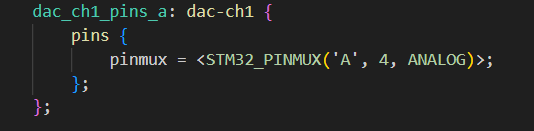 dac_ch1_pins_a: dac-ch1 {
pins {
pinmux = <STM32_PINMUX('A', 4, ANALOG)>;
};
};